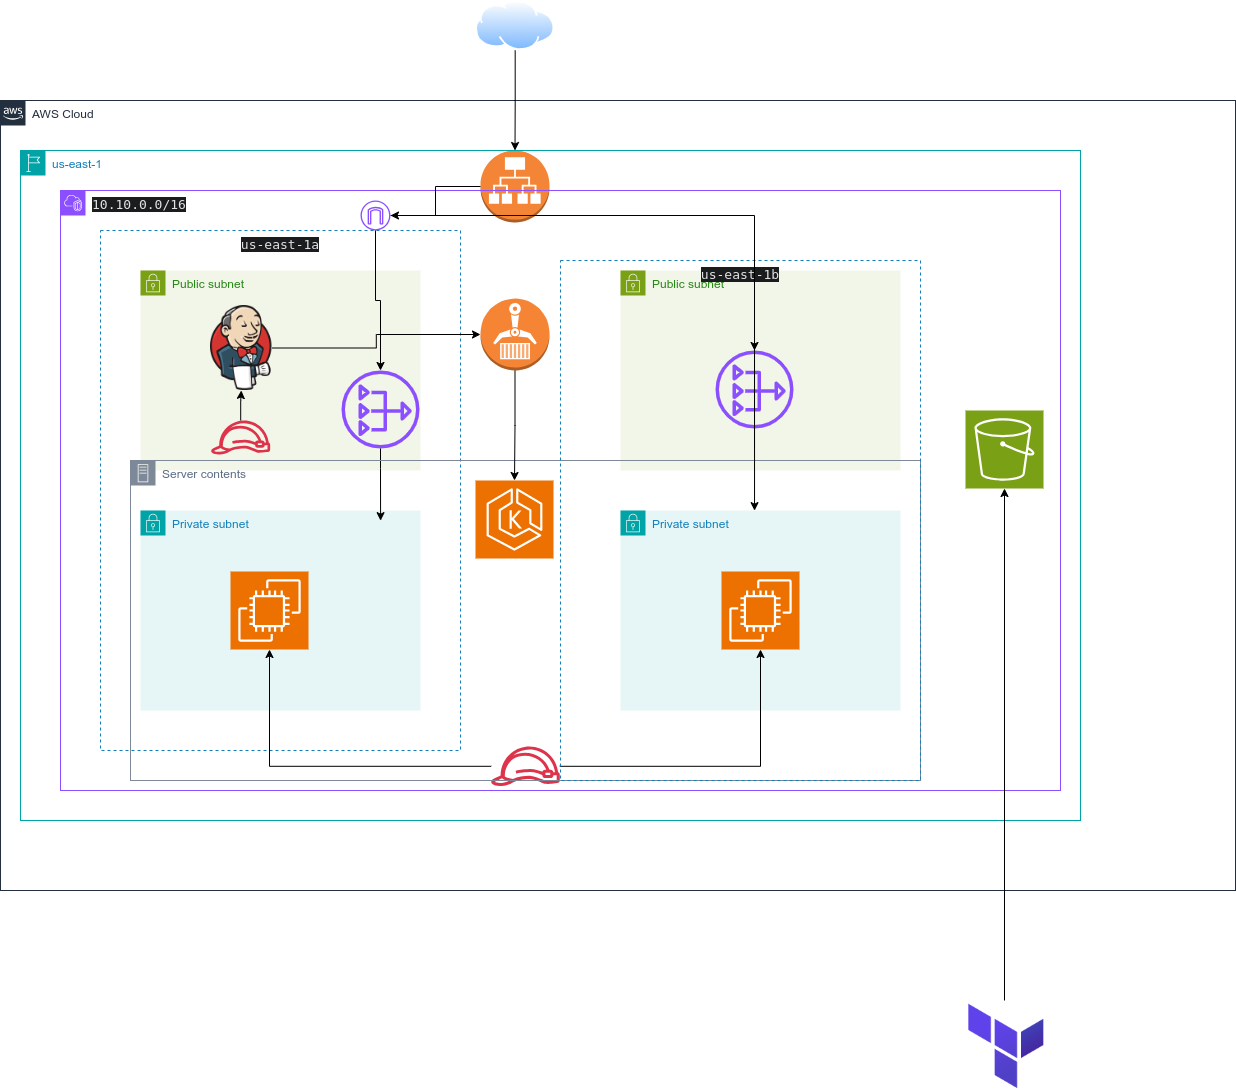 aws
AWS Cloud
us-east-1
10.10.0.0/16
us-east-1a
us-east-1b
Public subnet
Public subnet
Server contents
Private subnet
Private subnet
K